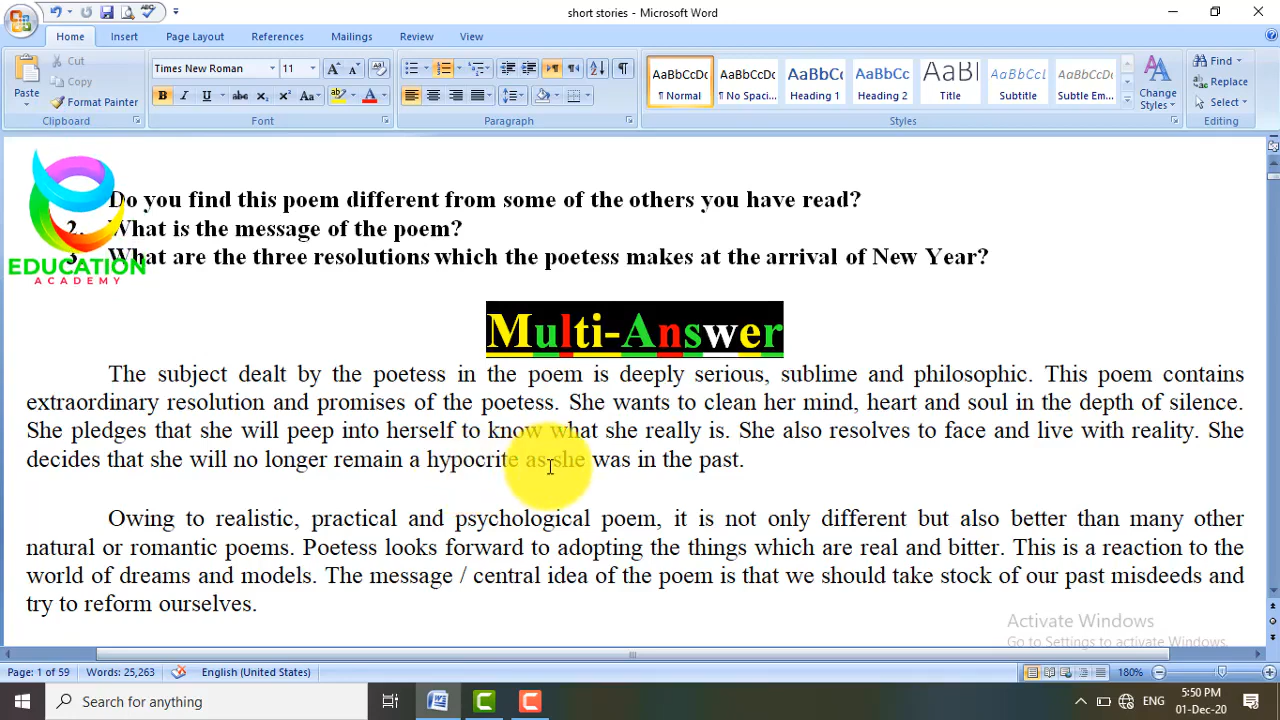 short stories - Microsoft Word
Home Insert Page Layout References Mailings Review View
Paste
Cut
Copy
Format Painter
Clipboard
Times New Roman 11
Font
Paragraph
AaBbCcDc AaBbCcDc AaBbC AaBbCc AaBl AaBbCcL AaBbCcDc
¶ Normal ¶ No Spaci... Heading 1 Heading 2 Title Subtitle Subtle Em...
Change Styles
Styles
Find
Replace
Select
Editing
Do you find this poem different from some of the others you have read?
2. What is the message of the poem?
3. What are the three resolutions which the poetess makes at the arrival of New Year?
EDUCATION
ACADEMY
Multi-Answer
The subject dealt by the poetess in the poem is deeply serious, sublime and philosophic. This poem contains
extraordinary resolution and promises of the poetess. She wants to clean her mind, heart and soul in the depth of silence.
She pledges that she will peep into herself to know what she really is. She also resolves to face and live with reality. She
decides that she will no longer remain a hypocrite as she was in the past.
Owing to realistic, practical and psychological poem, it is not only different but also better than many other
natural or romantic poems. Poetess looks forward to adopting the things which are real and bitter. This is a reaction to the
world of dreams and models. The message / central idea of the poem is that we should take stock of our past misdeeds and
try to reform ourselves.
Activate Windows
Go to Settings to activate Windows.
Page: 1 of 59 Words: 25,263 English (United States) 180%
Search for anything
ENG
5:50 PM
01-Dec-20